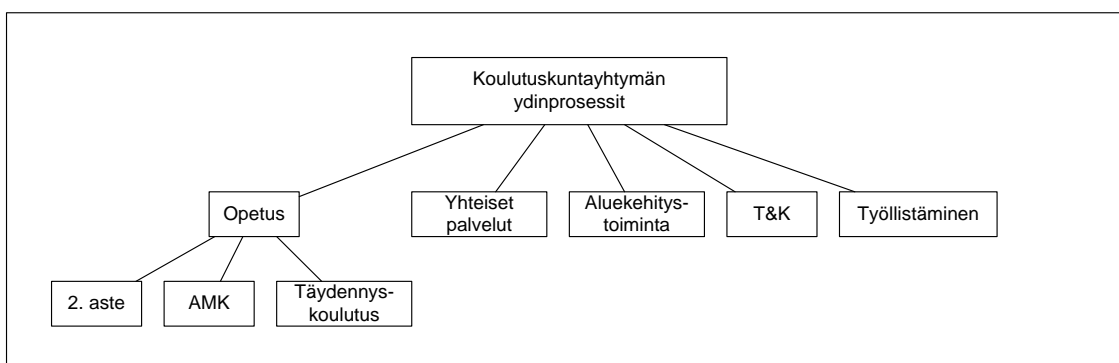 Koulutuskuntayhtymän
ydinprosessit
Opetus
Yhteiset
palvelut
Aluekehitys-
toiminta
T&K
Työllistäminen
2. aste
AMK
Täydennys-
koulutus